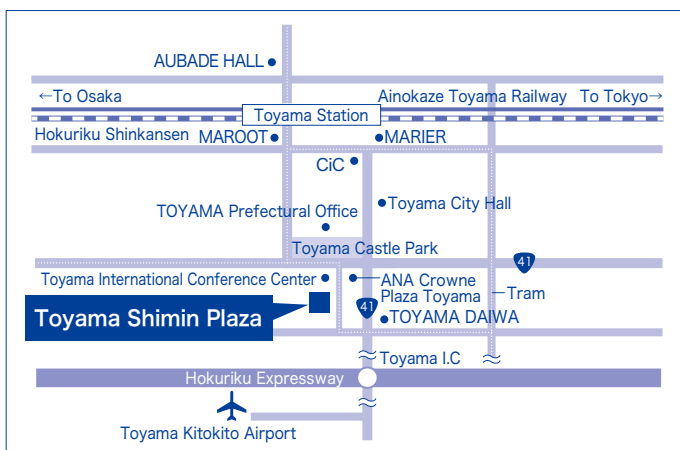 AUBADE HALL
←To Osaka
Ainokaze Toyama Railway
To Tokyo→
Toyama Station
Hokuriku Shinkansen
MAROOT
MARIER
CiC
Toyama City Hall
TOYAMA Prefectural Office
Toyama Castle Park
41
Toyama International Conference Center
ANA Crowne
Plaza Toyama
Tram
Toyama Shimin Plaza
41
TOYAMA DAIWA
Toyama I.C
Hokuriku Expressway
Toyama Kitokito Airport